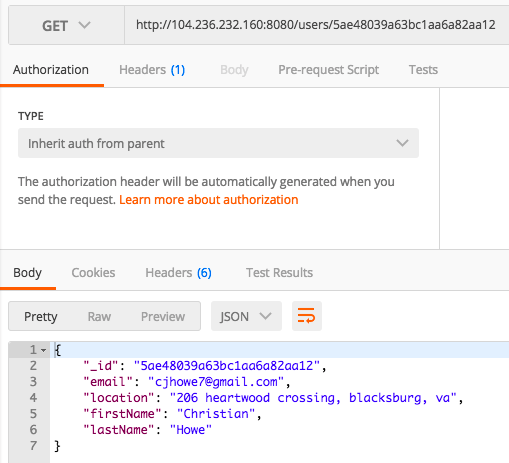 GET http://104.236.232.160:8080/users/5ae48039a63bc1aa6a82aa12
Authorization Headers (1) Body Pre-request Script Tests
TYPE
Inherit auth from parent
The authorization header will be automatically generated when you
send the request. Learn more about authorization
Body Cookies Headers (6) Test Results
Pretty Raw Preview JSON
1 {
2 "_id": "5ae48039a63bc1aa6a82aa12",
3 "email": "cjhowe7@gmail.com",
4 "location": "206 heartwood crossing, blacksburg, va",
5 "firstName": "Christian",
6 "lastName": "Howe"
7 }